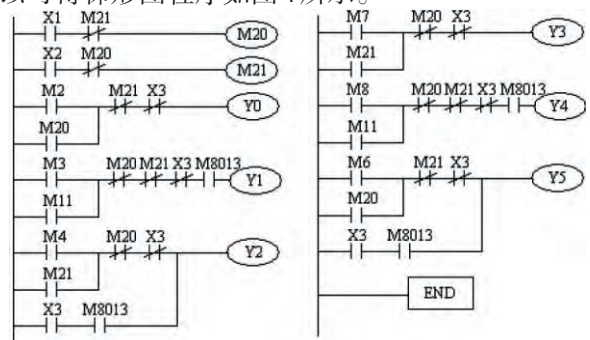 X1 M21
M20
X2 M20
M21
M2 M21 X3
Y0
M20
M3 M20 M21 X3 M8013
Y1
M11
M4 M20 X3
Y2
M21
X3 M8013
M7 M20 X3
Y3
M21
M8 M20 M21 X3 M8013
Y4
M11
M6 M21 X3
Y5
M20
X3 M8013
END